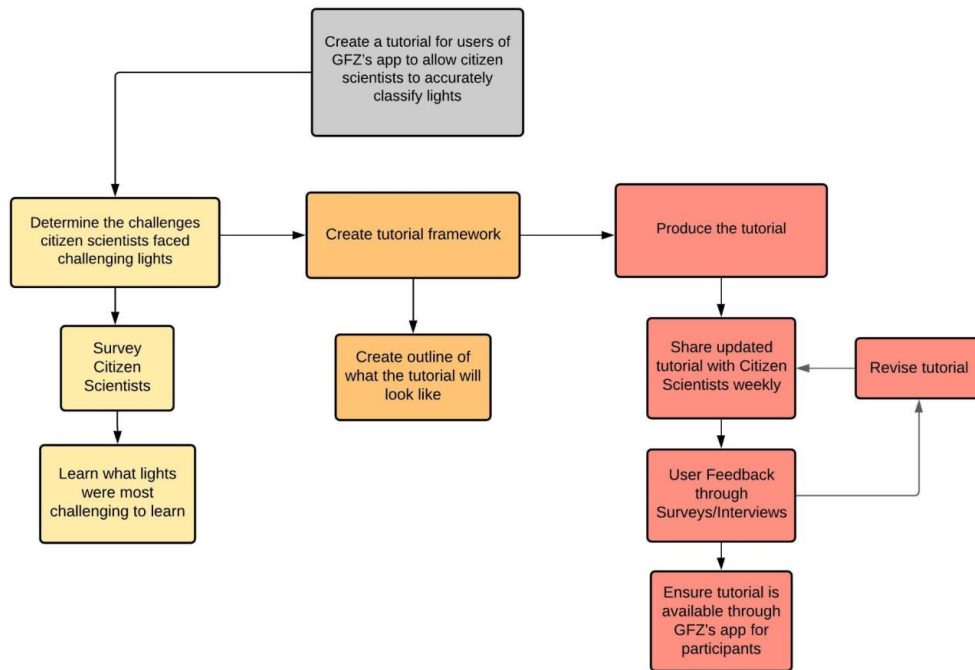 Create a tutorial for users of
GFZ's app to allow citizen
scientists to accurately
classify lights
Determine the challenges
citizen scientists faced
challenging lights
Create tutorial framework
Produce the tutorial
Survey
Citizen
Scientists
Create outline of
what the tutorial will
look like
Share updated
tutorial with Citizen
Scientists weekly
Revise tutorial
Learn what lights
were most
challenging to learn
User Feedback
through
Surveys/Interviews
Ensure tutorial is
available through
GFZ's app for
participants